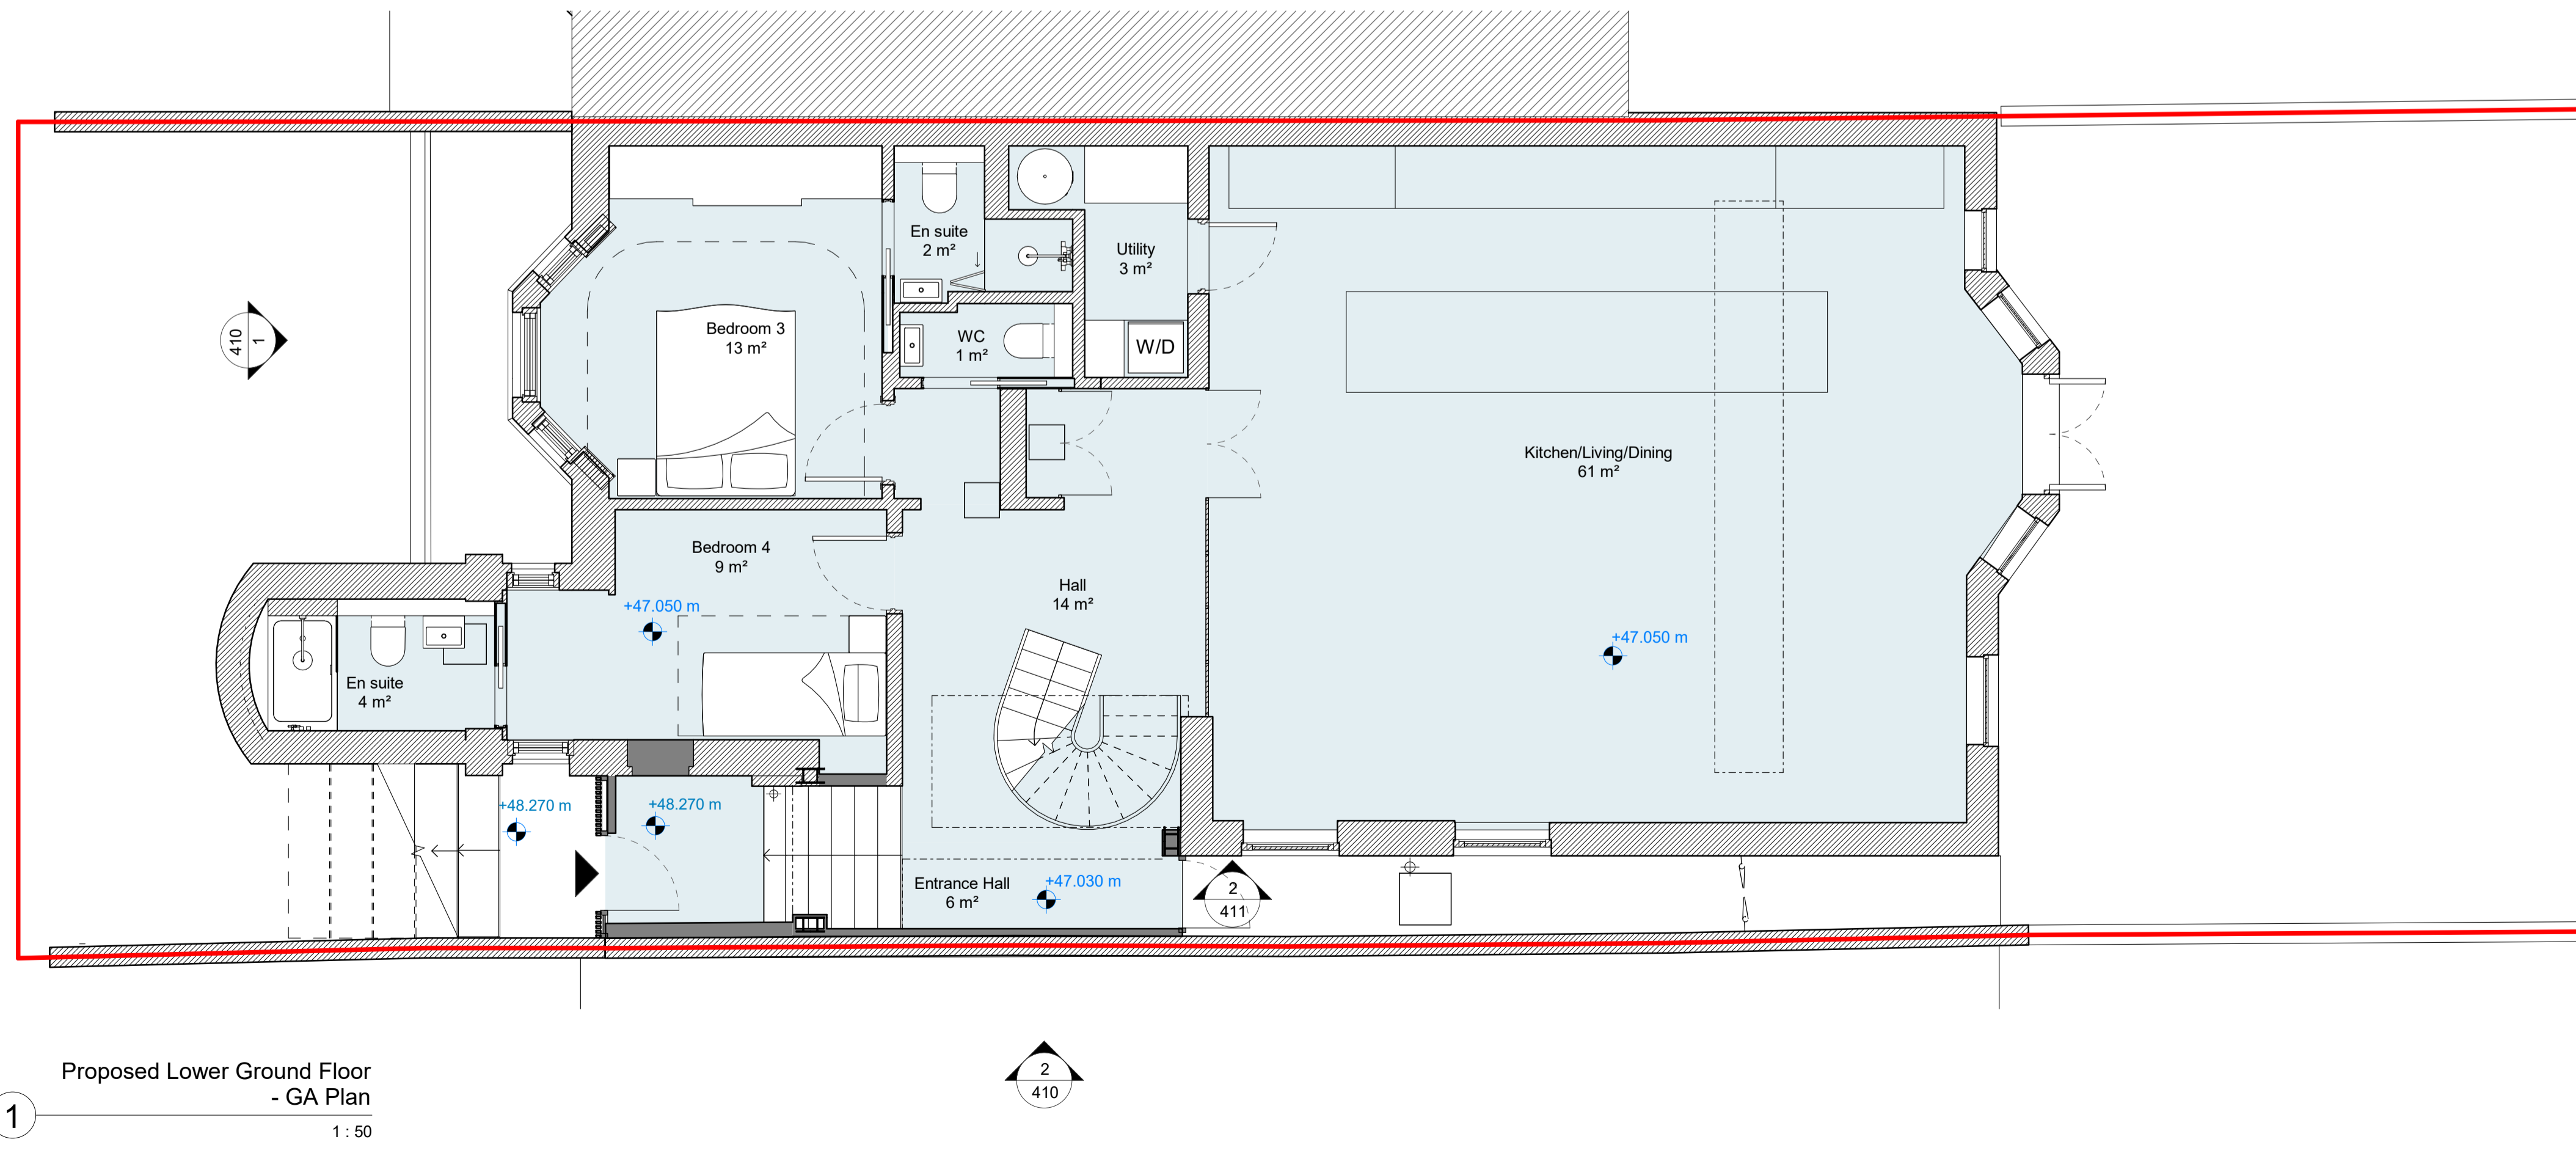 En suite
2 m²
Utility
3 m²
Bedroom 3
13 m²
WC
1 m²
W/D
410
1
Kitchen/Living/Dining
61 m²
Bedroom 4
9 m²
Hall
14 m²
+47.050 m
+47.050 m
En suite
4 m²
+48.270 m
+48.270 m
Entrance Hall
6 m²
+47.030 m
2
411
2
410
Proposed Lower Ground Floor
- GA Plan
1
1 : 50